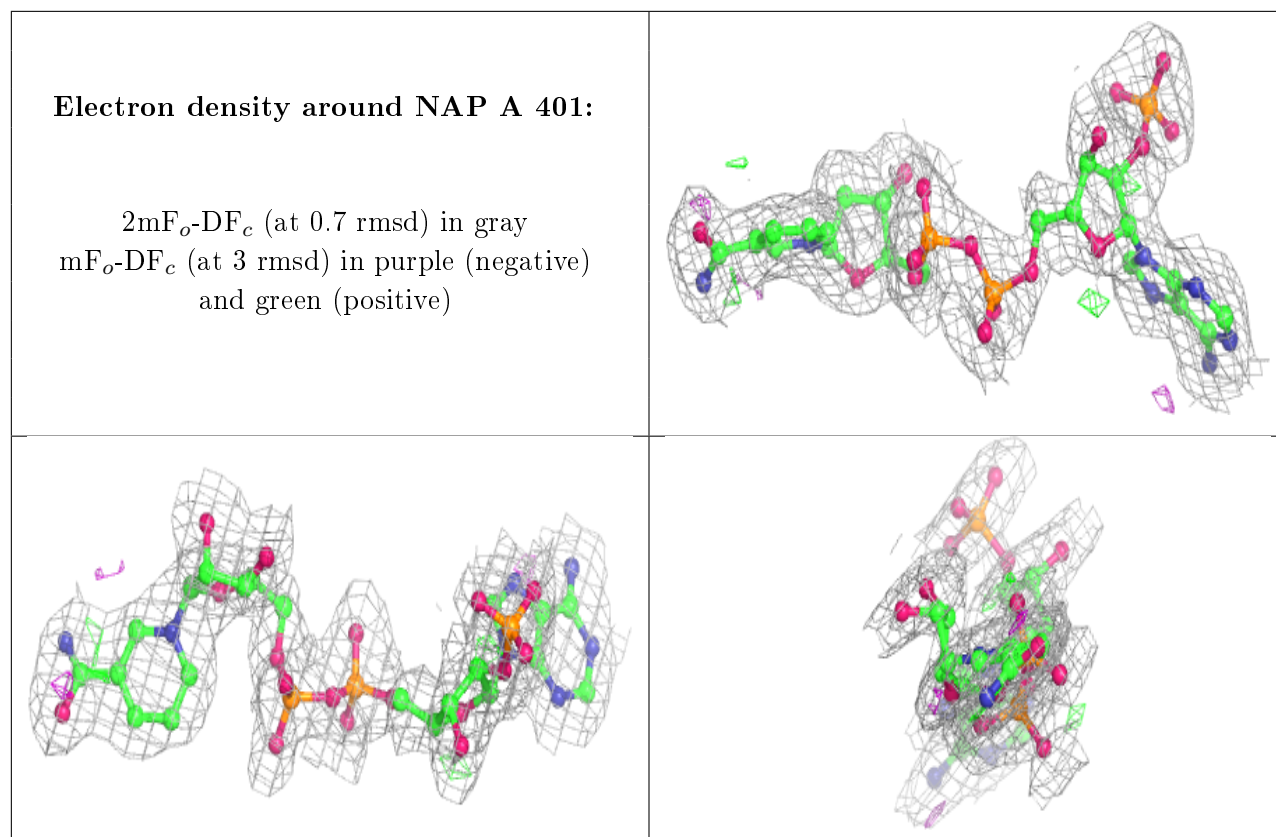 Electron density around NAP A 401:
2mFₒ-DF𝒸 (at 0.7 rmsd) in gray
mFₒ-DF𝒸 (at 3 rmsd) in purple (negative)
and green (positive)